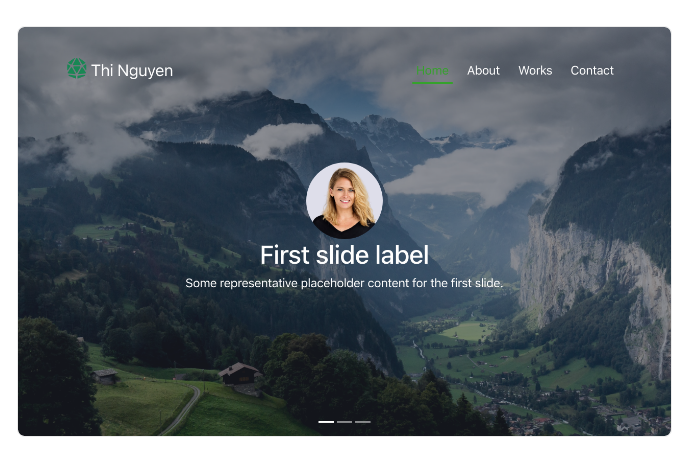 Thi Nguyen
Home About Works Contact
First slide label
Some representative placeholder content for the first slide.